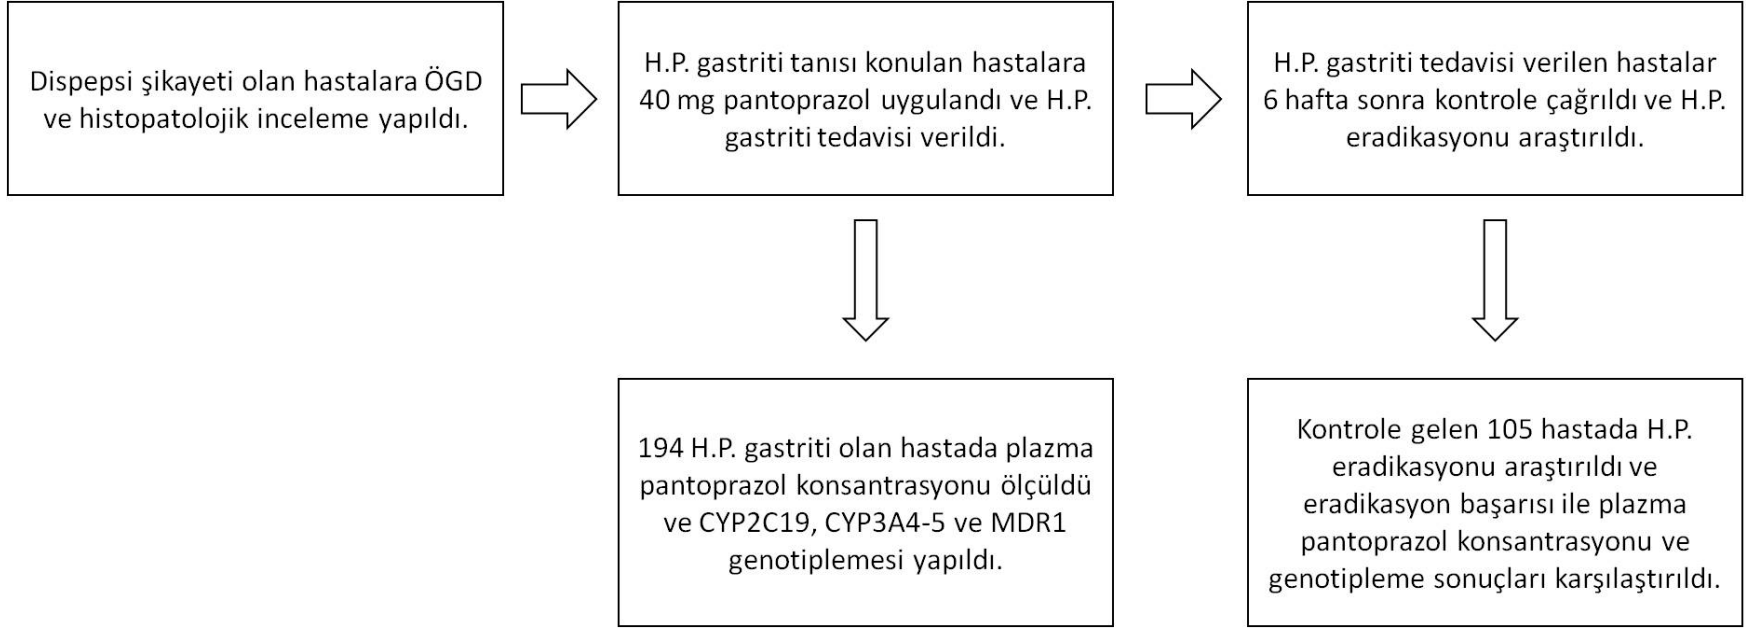 Dispepsi şikayeti olan hastalara ÖGD
ve histopatolojik inceleme yapıldı.
H.P. gastriti tanısı konulan hastalara
40 mg pantoprazol uygulandı ve H.P.
gastriti tedavisi verildi.
H.P. gastriti tedavisi verilen hastalar
6 hafta sonra kontrole çağrıldı ve H.P.
eradikasyonu araştırıldı.
194 H.P. gastriti olan hastada plazma
pantoprazol konsantrasyonu ölçüldü
ve CYP2C19, CYP3A4-5 ve MDR1
genotiplemesi yapıldı.
Kontrole gelen 105 hastada H.P.
eradikasyonu araştırıldı ve
eradikasyon başarısı ile plazma
pantoprazol konsantrasyonu ve
genotipleme sonuçları karşılaştırıldı.